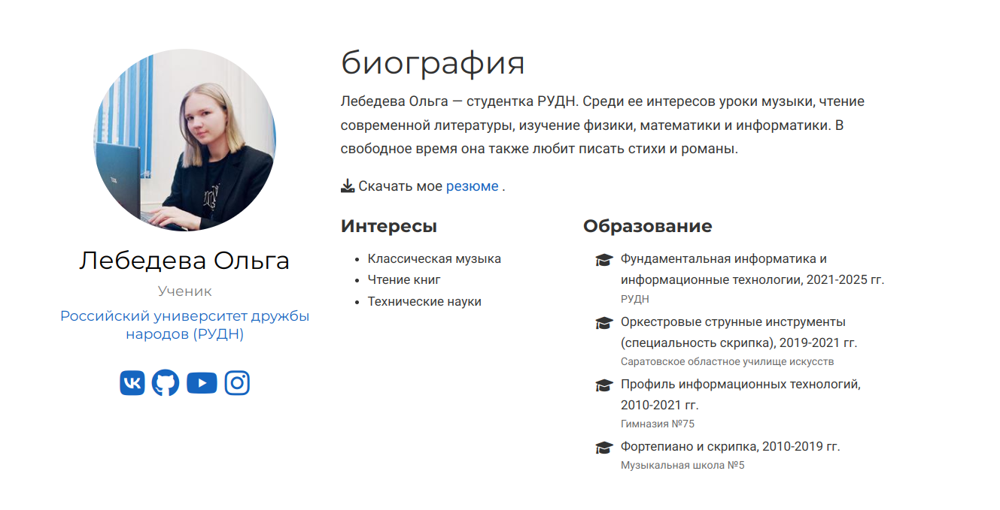 биография
Лебедева Ольга — студентка РУДН. Среди ее интересов уроки музыки, чтение
современной литературы, изучение физики, математики и информатики. В
свободное время она также любит писать стихи и романы.
Скачать мое резюме .
Лебедева Ольга
Ученик
Российский университет дружбы
народов (РУДН)
Интересы
Классическая музыка
Чтение книг
Технические науки
Образование
Фундаментальная информатика и
информационные технологии, 2021-2025 гг.
РУДН
Оркестровые струнные инструменты
(специальность скрипка), 2019-2021 гг.
Саратовское областное училище искусств
Профиль информационных технологий,
2010-2021 гг.
Гимназия №75
Фортепиано и скрипка, 2010-2019 гг.
Музыкальная школа №5